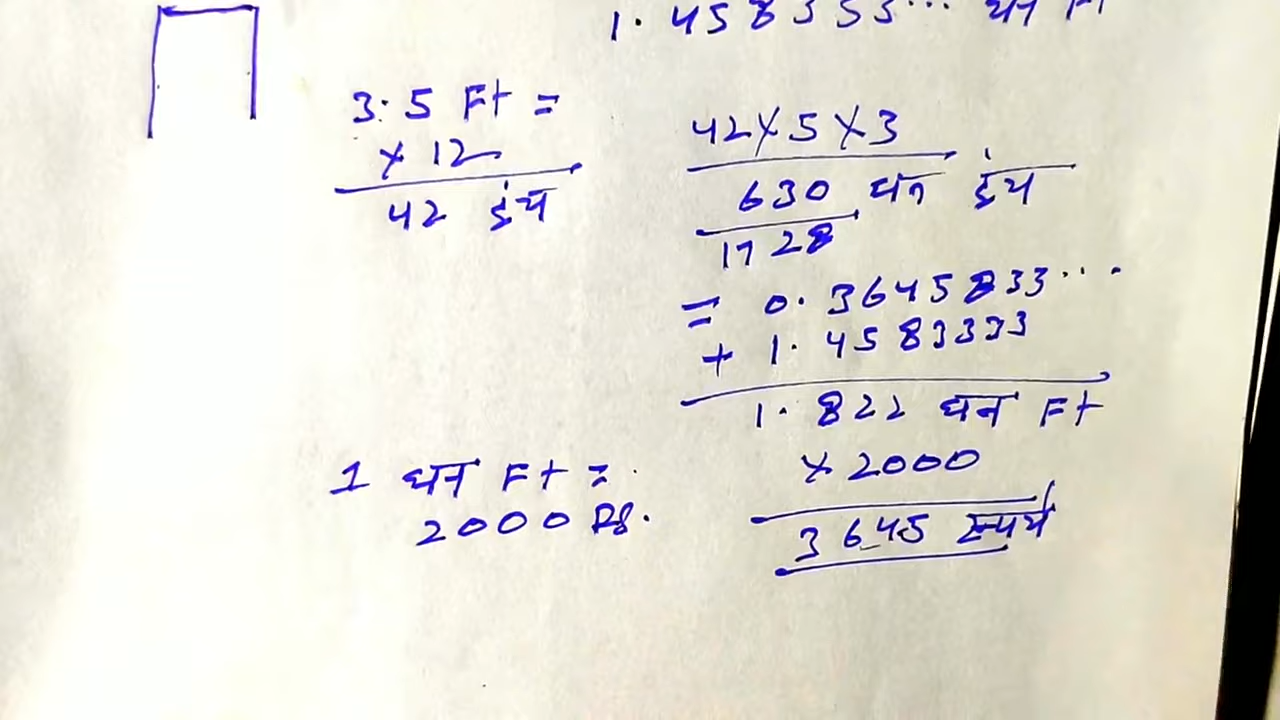 1.458333... घन Ft
3.5 Ft =
× 12
42 इंच
42×5×3
630 घन इंच
1728
= 0.3645833...
+ 1.4583333
1.822 घन Ft
× 2000
3645 रूपये
1 घन Ft =
2000 Rs.